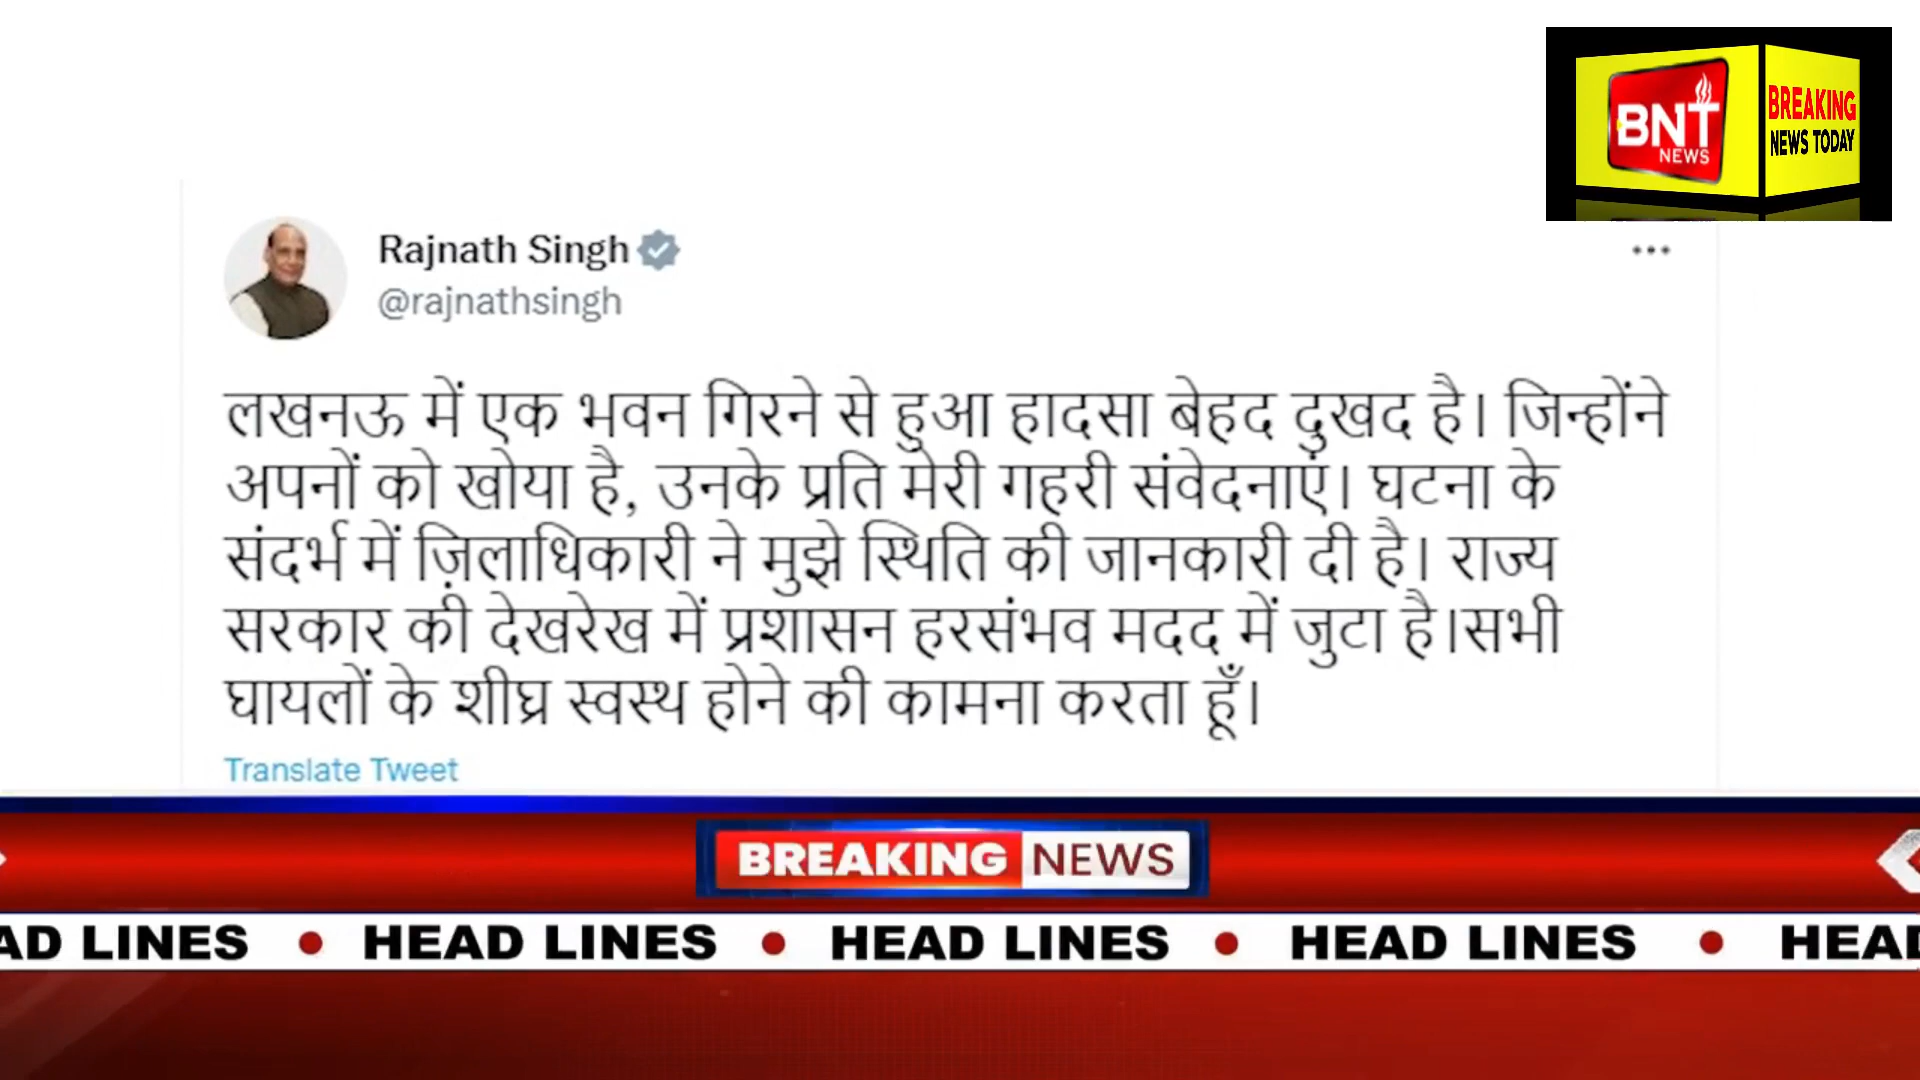 BNT
NEWS
BREAKING
NEWS TODAY
Rajnath Singh
@rajnathsingh
लखनऊ में एक भवन गिरने से हुआ हादसा बेहद दुखद है। जिन्होंने
अपनों को खोया है, उनके प्रति मेरी गहरी संवेदनाएं। घटना के
संदर्भ में ज़िलाधिकारी ने मुझे स्थिति की जानकारी दी है। राज्य
सरकार की देखरेख में प्रशासन हरसंभव मदद में जुटा है।सभी
घायलों के शीघ्र स्वस्थ होने की कामना करता हूँ।
Translate Tweet
BREAKING NEWS
AD LINES • HEAD LINES • HEAD LINES • HEAD LINES • HEAD